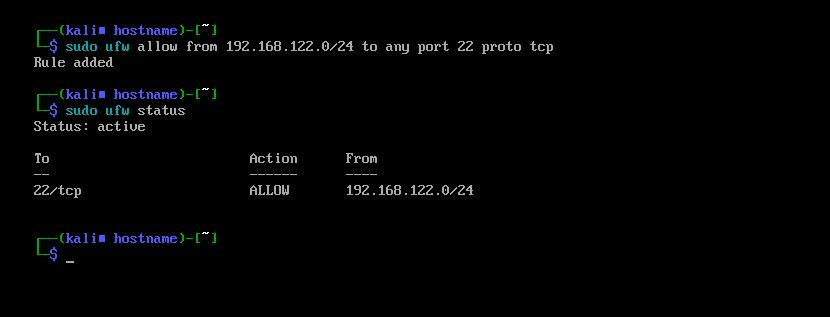 ┌──(kali■ hostname)-[~]
└─$ sudo ufw allow from 192.168.122.0/24 to any port 22 proto tcp
Rule added
┌──(kali■ hostname)-[~]
└─$ sudo ufw status
Status: active
To                         Action      From
--                         ------      ----
22/tcp                     ALLOW       192.168.122.0/24
┌──(kali■ hostname)-[~]
└─$ _